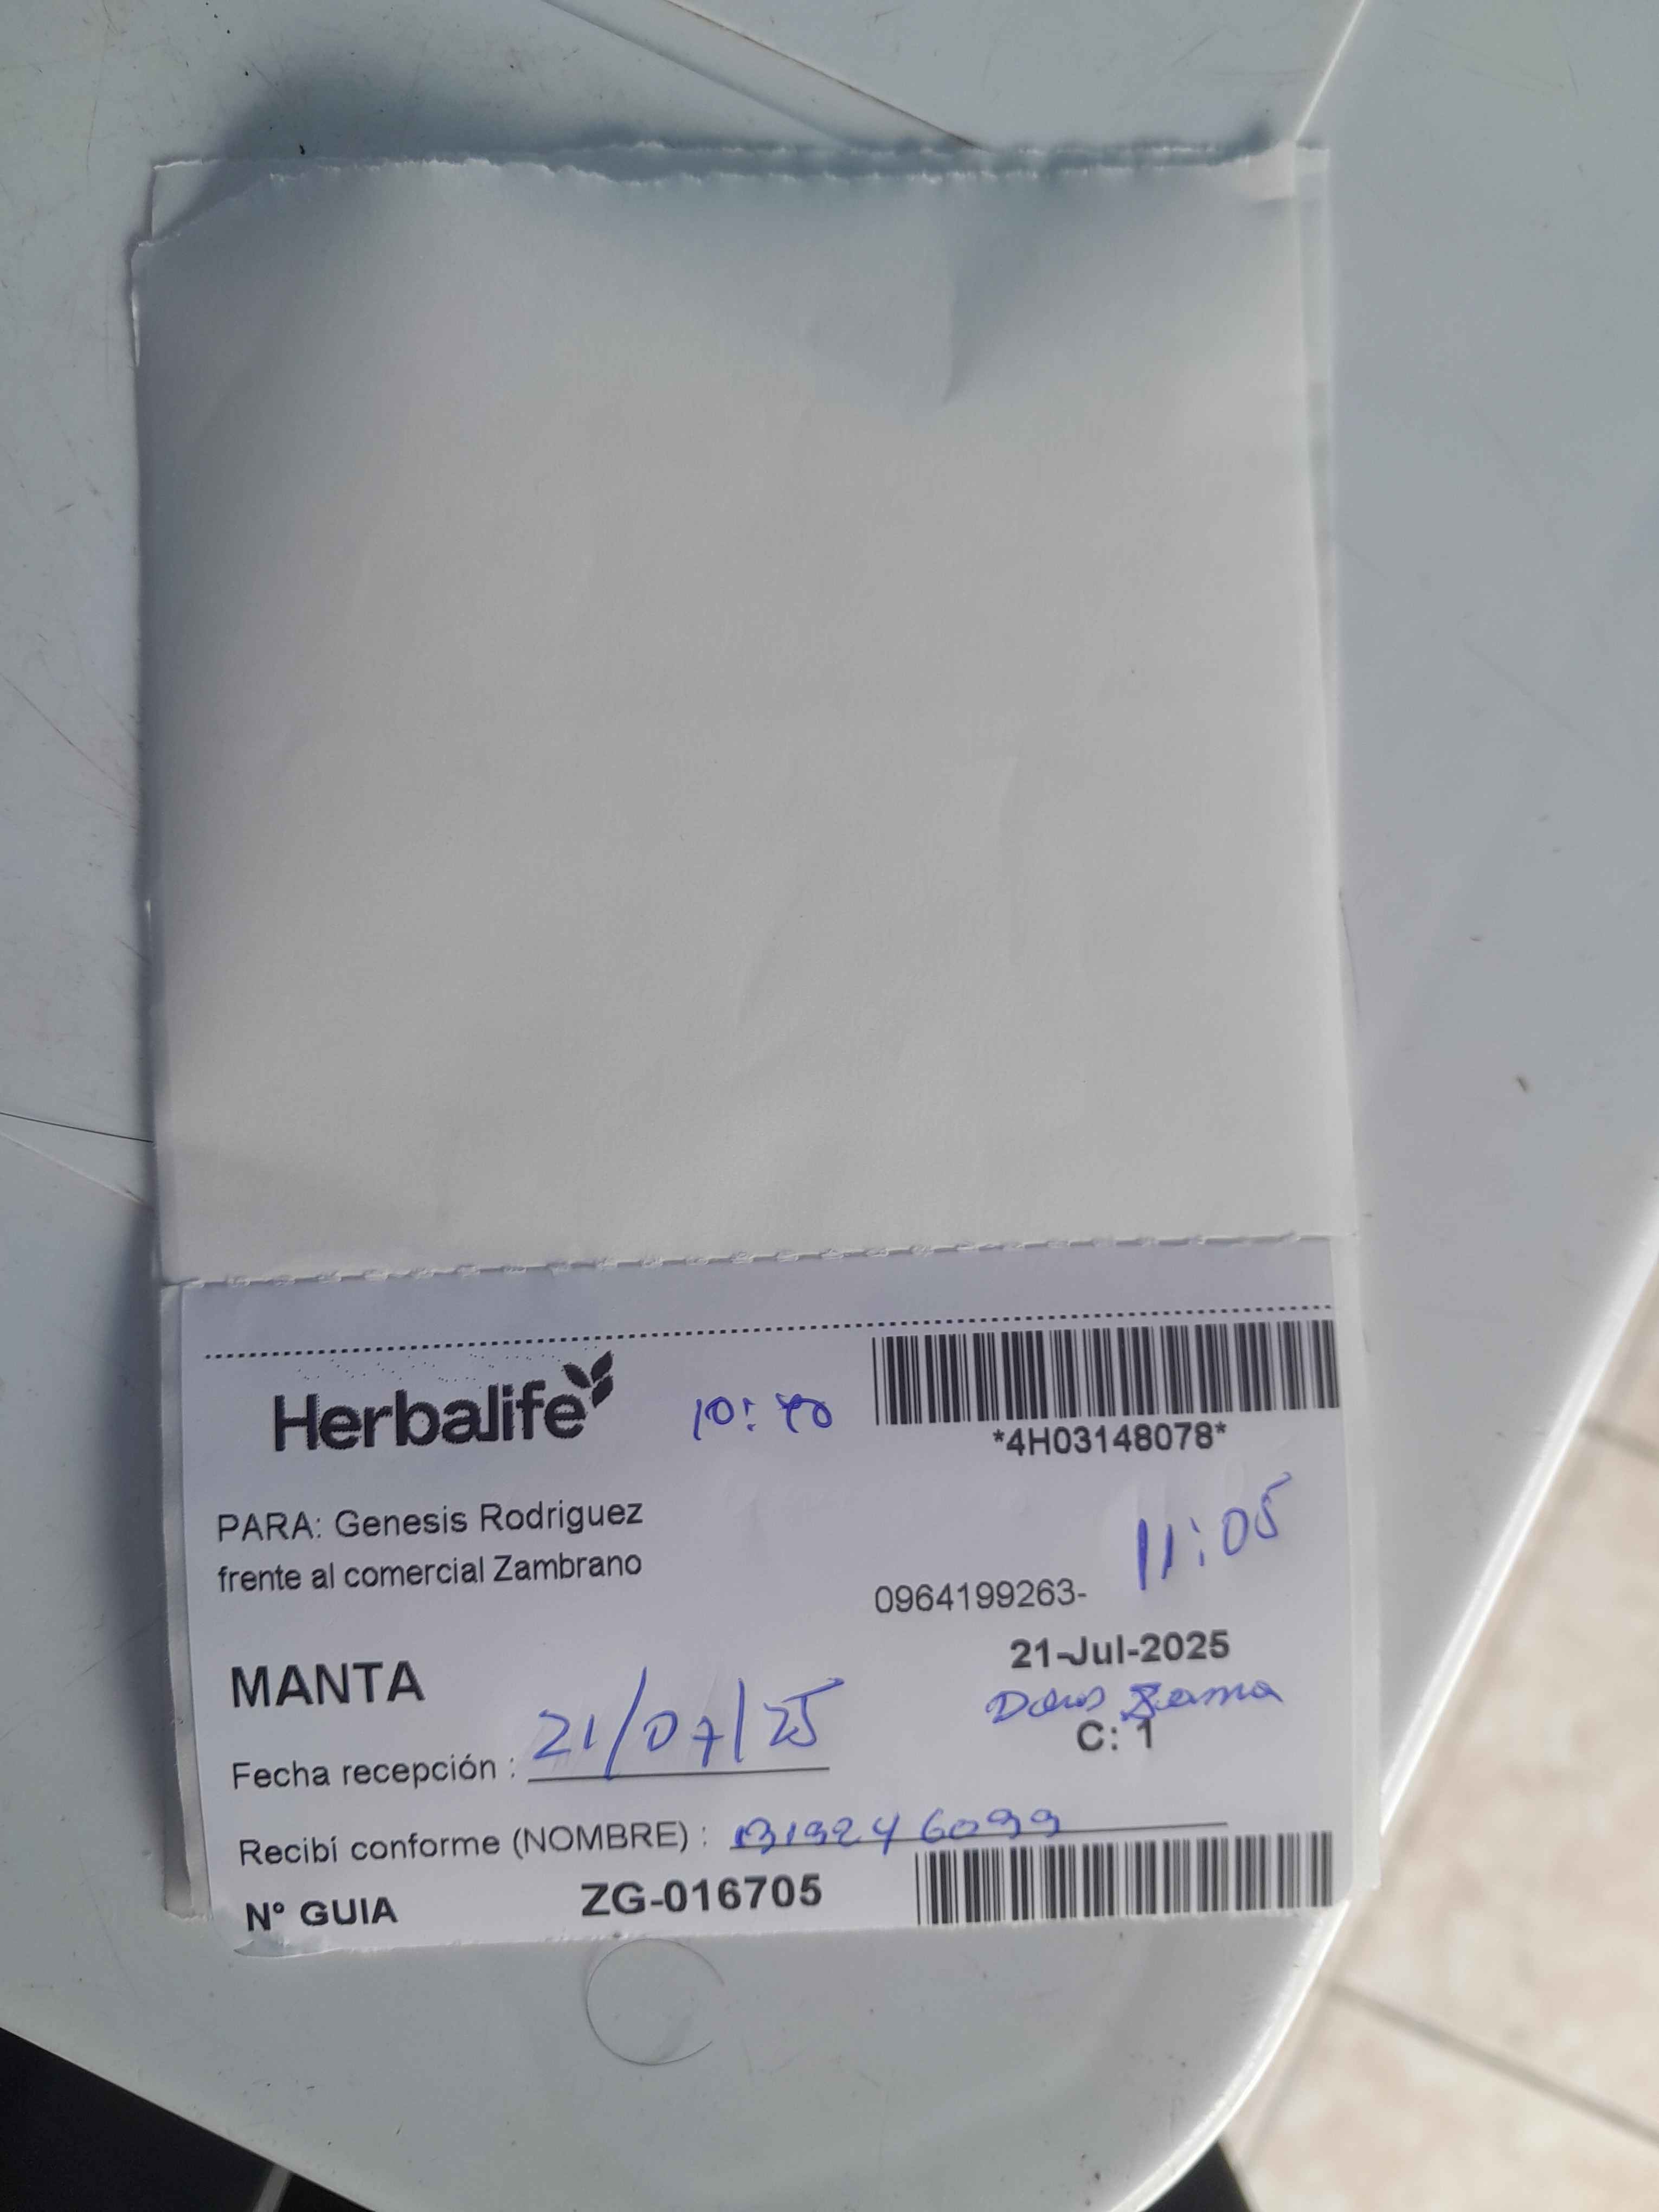 Herbalife
10:40
*4H03148078*
PARA: Genesis Rodriguez
frente al comercial Zambrano
11:05
0964199263-
21-Jul-2025
MANTA
C: 1
Fecha recepción : 21/07/25
Recibí conforme (NOMBRE) :
N° GUIA ZG-016705